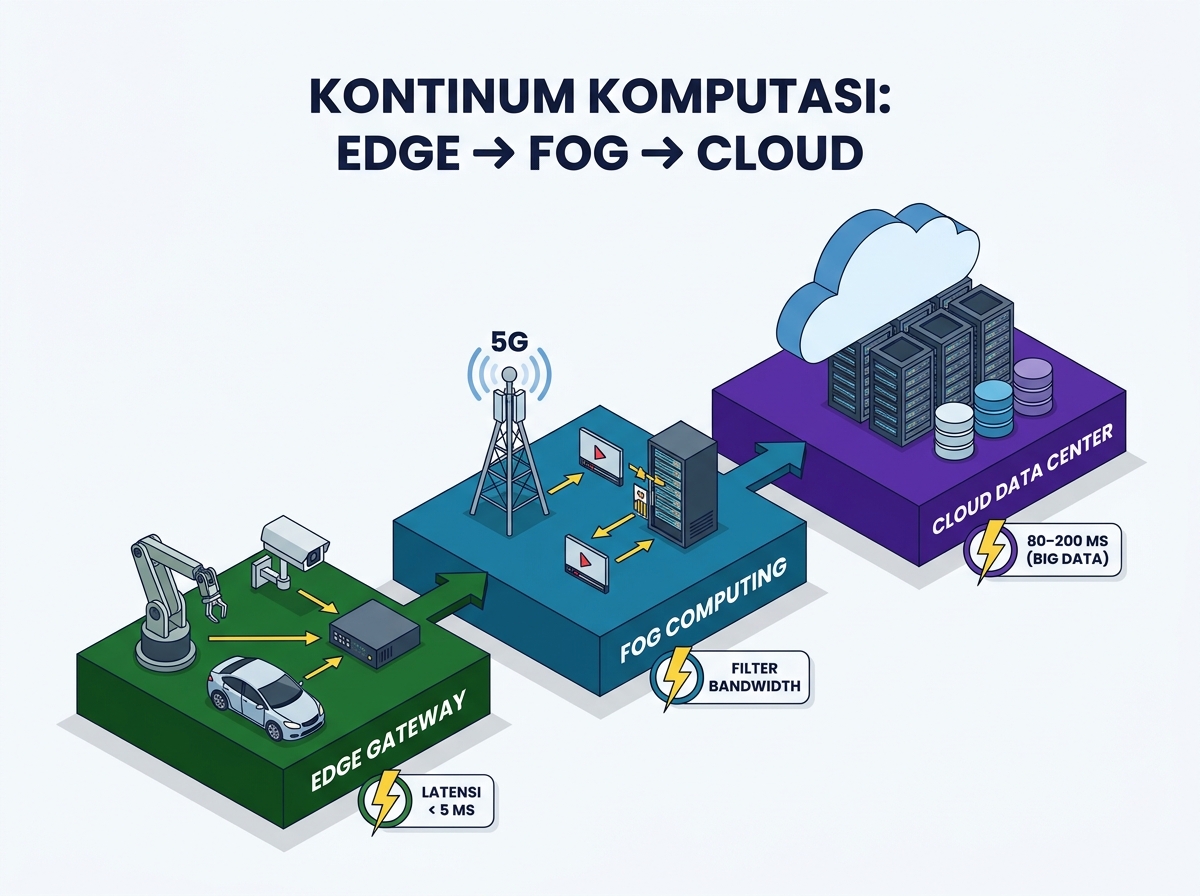 KONTINUM KOMPUTASI:
EDGE → FOG → CLOUD
5G
CLOUD DATA CENTER
80–200 MS
(BIG DATA)
FOG COMPUTING
FILTER
BANDWIDTH
EDGE GATEWAY
LATENSI
< 5 MS